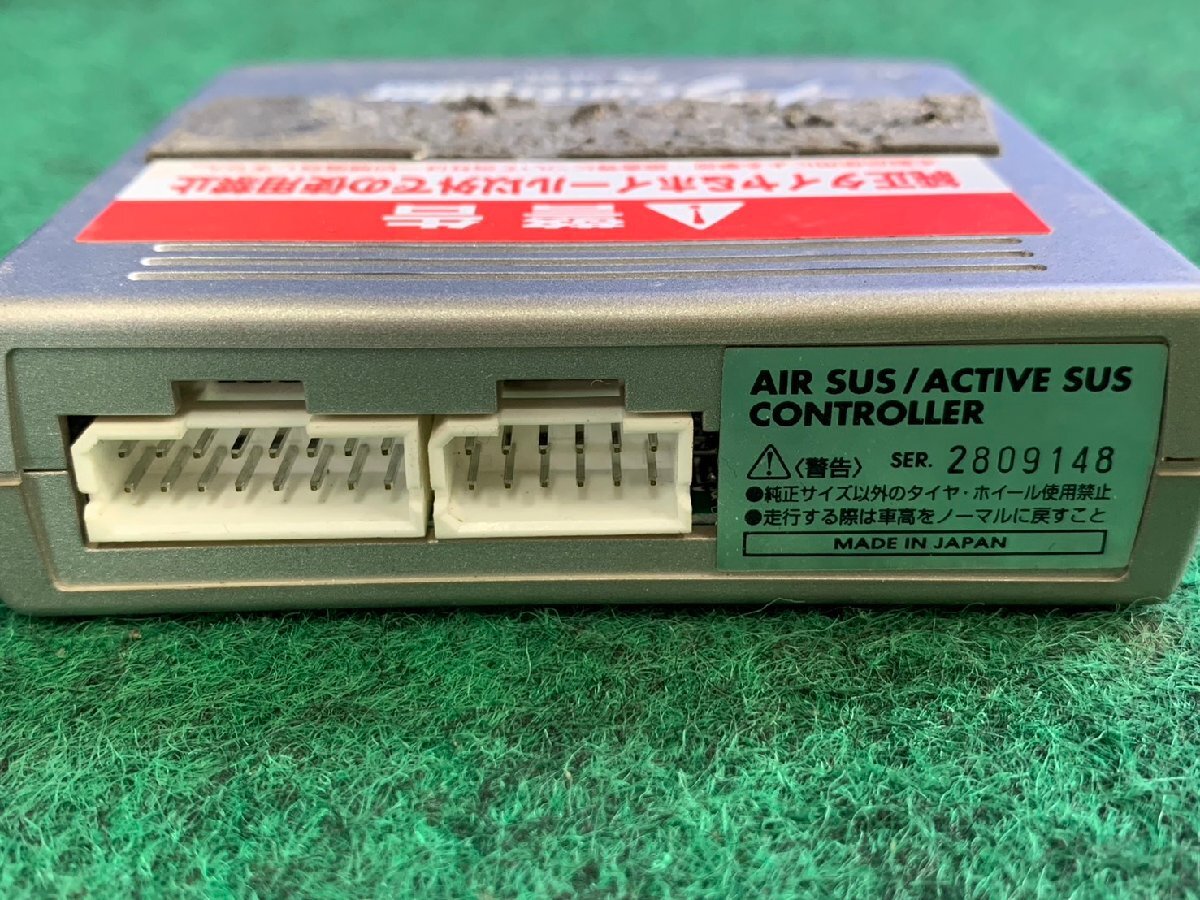 警告
純正タイヤ&ホイール以外での使用禁止
AIR SUS/ACTIVE SUS
CONTROLLER
⚠〈警告〉 SER. 2809148
●純正サイズ以外のタイヤ・ホイール使用禁止
●走行する際は車高をノーマルに戻すこと
MADE IN JAPAN